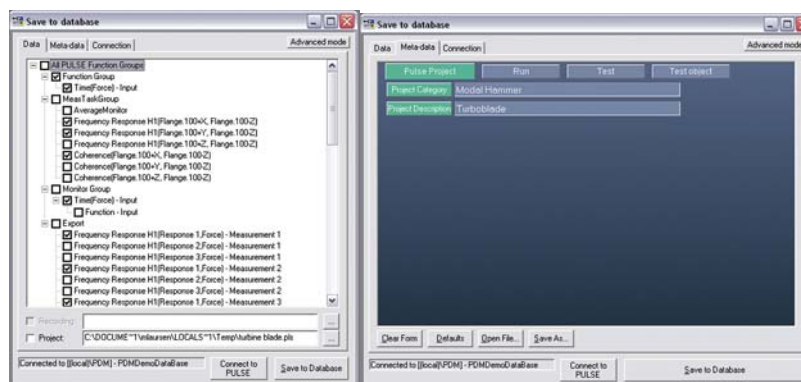 Save to database
Data Meta-data Connection Advanced mode
All PULSE Function Groups
Function Group
Time(Force) - Input
MeasTaskGroup
AverageMonitor
Frequency Response H1(Flange.100+X, Flange.100-Z)
Frequency Response H1(Flange.100+Y, Flange.100-Z)
Frequency Response H1(Flange.100+Z, Flange.100-Z)
Coherence(Flange.100+X, Flange.100-Z)
Coherence(Flange.100+Y, Flange.100-Z)
Coherence(Flange.100+Z, Flange.100-Z)
Monitor Group
Time(Force) - Input
Function - Input
Export
Frequency Response H1(Response 1,Force) - Measurement 1
Frequency Response H1(Response 2,Force) - Measurement 1
Frequency Response H1(Response 3,Force) - Measurement 1
Frequency Response H1(Response 1,Force) - Measurement 2
Frequency Response H1(Response 2,Force) - Measurement 2
Frequency Response H1(Response 3,Force) - Measurement 2
Frequency Response H1(Response 1,Force) - Measurement 3
Recording: ...
Project: C:\DOCUME~1\mlaursen\LOCALS~1\Temp\turbine blade.pls ...
Connected to [(local)\PDM] - PDMDemoDataBase
Connect to
PULSE
Save to Database
Save to database
Data Meta-data Connection Advanced mode
Pulse Project Run Test Test object
Project Category Modal Hammer
Project Description Turboblade
Clear Form Defaults Open File... Save As...
Connected to [(local)\PDM] - PDMDemoDataBase
Connect to
PULSE
Save to Database